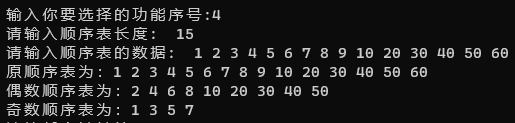 输入你要选择的功能序号:4
请输入顺序表长度: 15
请输入顺序表的数据: 1 2 3 4 5 6 7 8 9 10 20 30 40 50 60
原顺序表为: 1 2 3 4 5 6 7 8 9 10 20 30 40 50 60
偶数顺序表为: 2 4 6 8 10 20 30 40 50
奇数顺序表为: 1 3 5 7